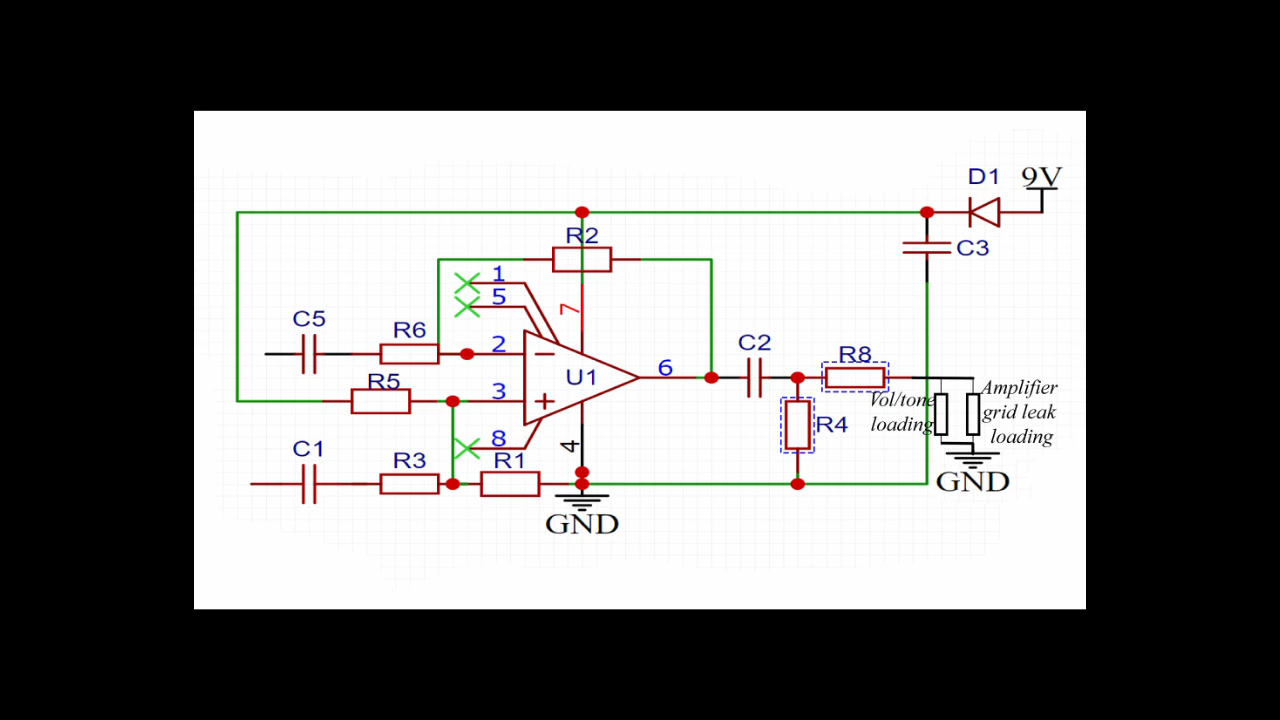 D1
9V
R2
C3
1
5
7
C5
R6
2
C2
U1
6
R8
R5
3
Vol/tone
loading
Amplifier
grid leak
loading
R4
8
4
C1
R3
R1
GND
GND